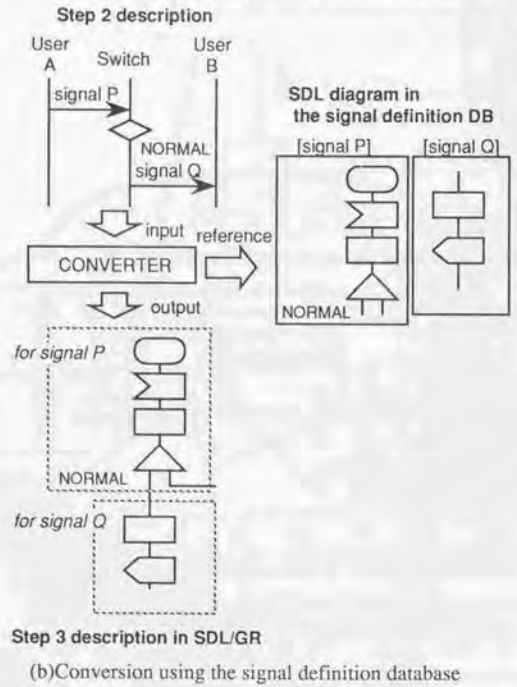 Step 2 description
User
A
Switch
User
B
signal P
NORMAL
signal Q
SDL diagram in
the signal definition DB
[signal P]
[signal Q]
NORMAL
input
reference
CONVERTER
output
for signal P
NORMAL
for signal Q
Step 3 description in SDL/GR
(b)Conversion using the signal definition database